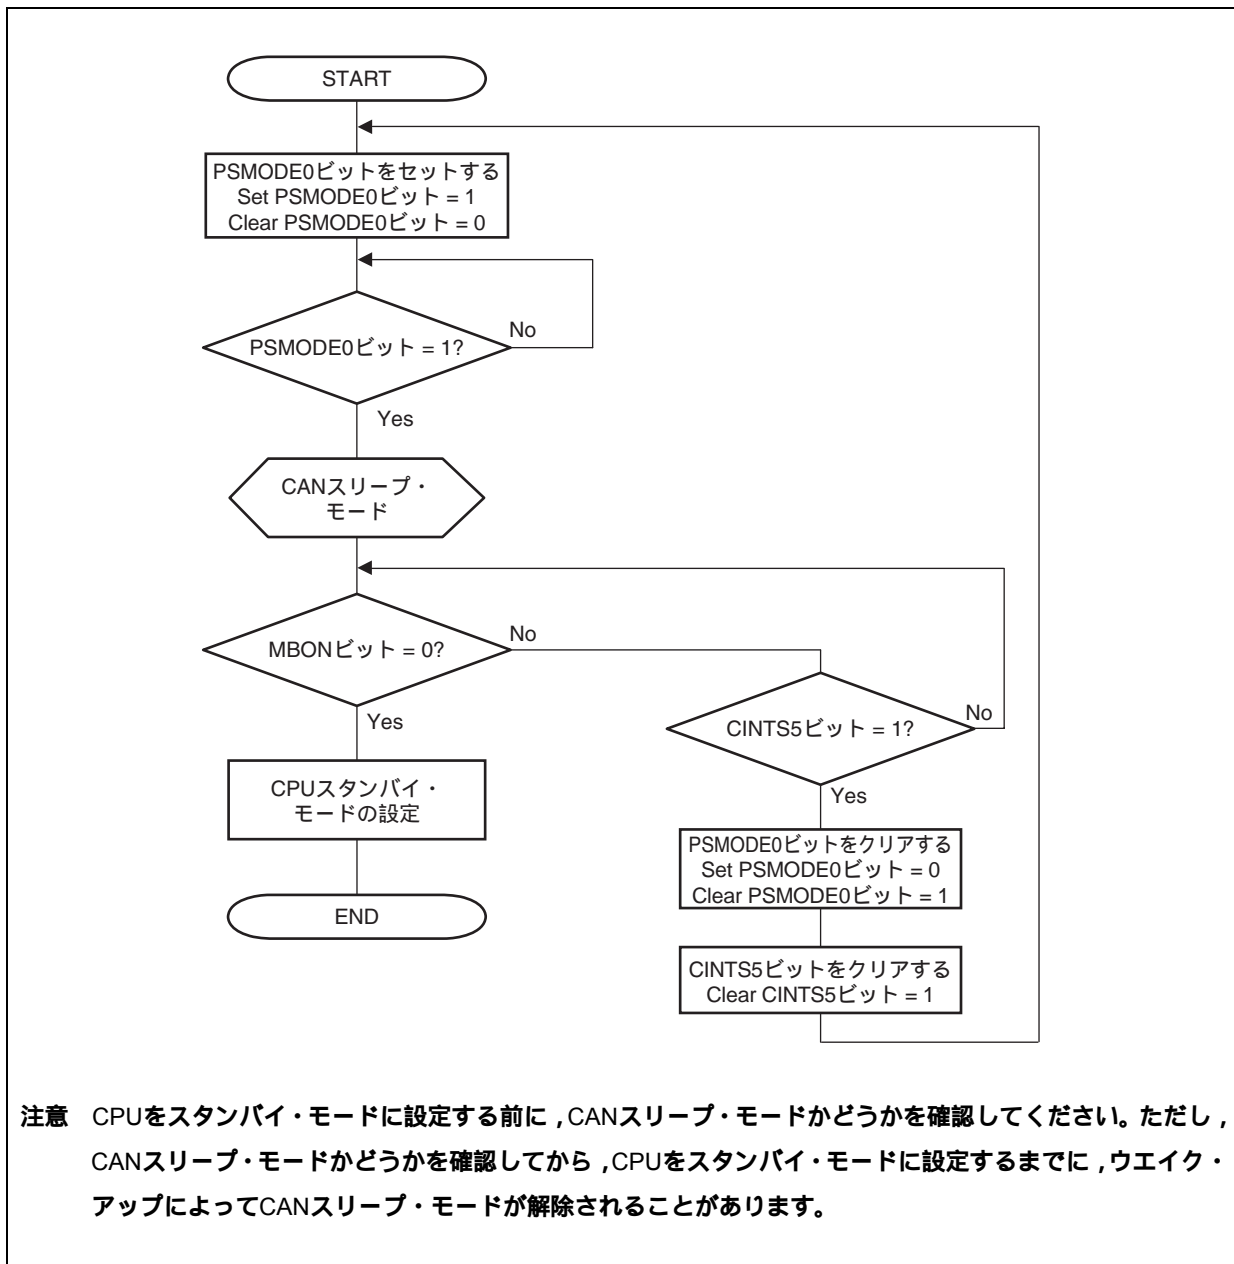 START
PSMODE0ビットをセットする
Set PSMODE0ビット = 1
Clear PSMODE0ビット = 0
PSMODE0ビット = 1?
No
Yes
CANスリープ・
モード
MBONビット = 0?
No
Yes
CINTS5ビット = 1?
No
Yes
CPUスタンバイ・
モードの設定
PSMODE0ビットをクリアする
Set PSMODE0ビット = 0
Clear PSMODE0ビット = 1
END
CINTS5ビットをクリアする
Clear CINTS5ビット = 1
注意 CPUをスタンバイ・モードに設定する前に,CANスリープ・モードかどうかを確認してください。ただし,
CANスリープ・モードかどうかを確認してから,CPUをスタンバイ・モードに設定するまでに,ウエイク・
アップによってCANスリープ・モードが解除されることがあります。